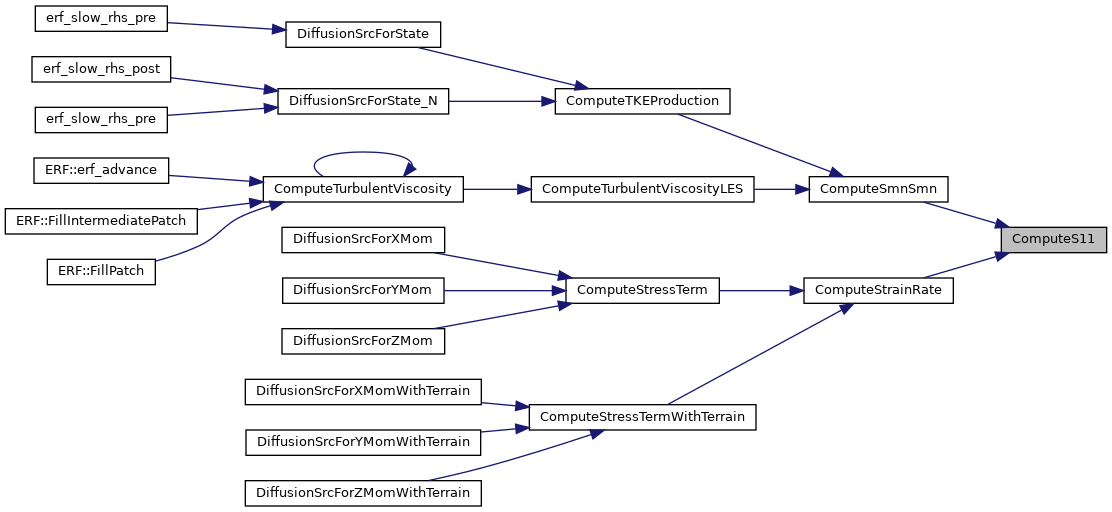 erf_slow_rhs_pre
DiffusionSrcForState
erf_slow_rhs_post
DiffusionSrcForState_N
ComputeTKEProduction
erf_slow_rhs_pre
ERF::erf_advance
ComputeTurbulentViscosity
ComputeTurbulentViscosityLES
ComputeSmnSmn
ERF::FillIntermediatePatch
ComputeS11
DiffusionSrcForXMom
ERF::FillPatch
DiffusionSrcForYMom
ComputeStressTerm
ComputeStrainRate
DiffusionSrcForZMom
DiffusionSrcForXMomWithTerrain
ComputeStressTermWithTerrain
DiffusionSrcForYMomWithTerrain
DiffusionSrcForZMomWithTerrain